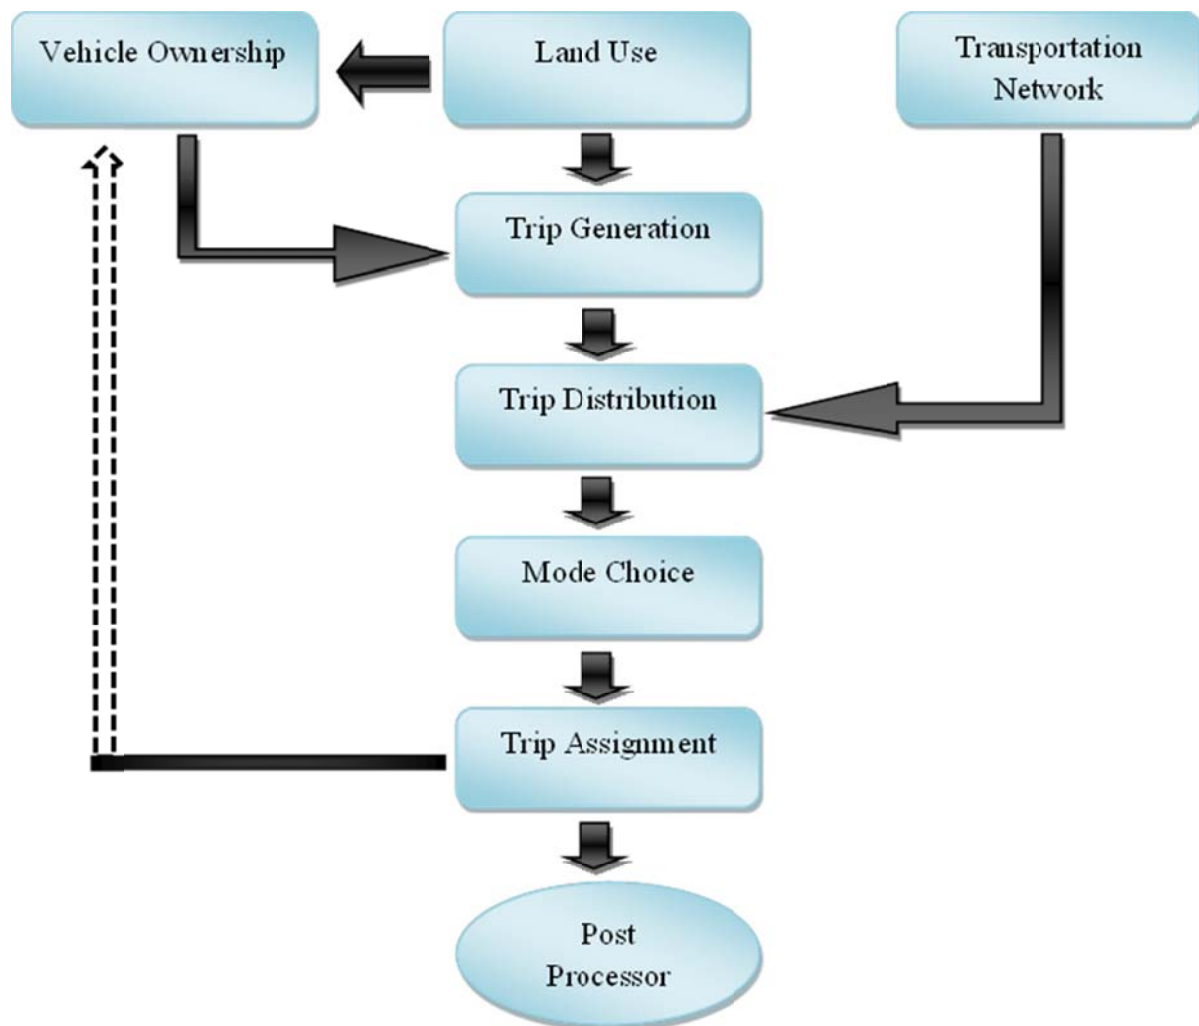 Vehicle Ownership
Land Use
Transportation
Network
Trip Generation
Trip Distribution
Mode Choice
Trip Assignment
Post
Processor